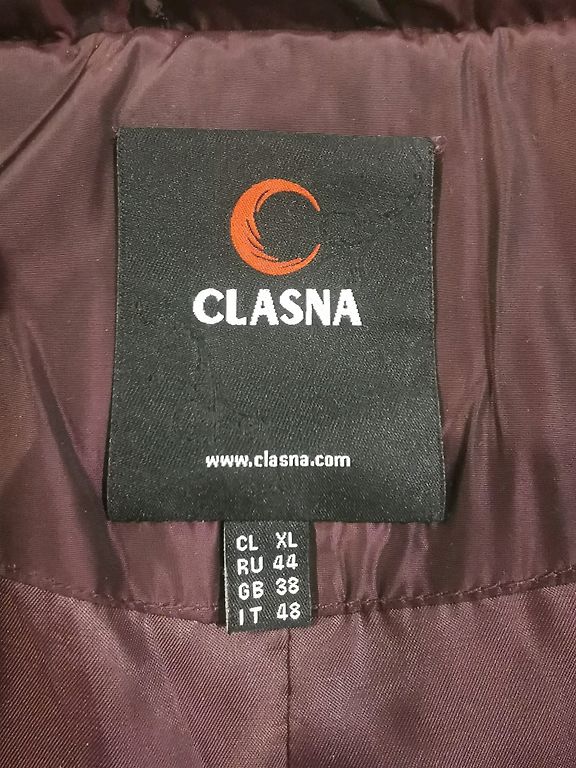 CLASNA
www.clasna.com
CL XL
RU 44
GB 38
IT 48